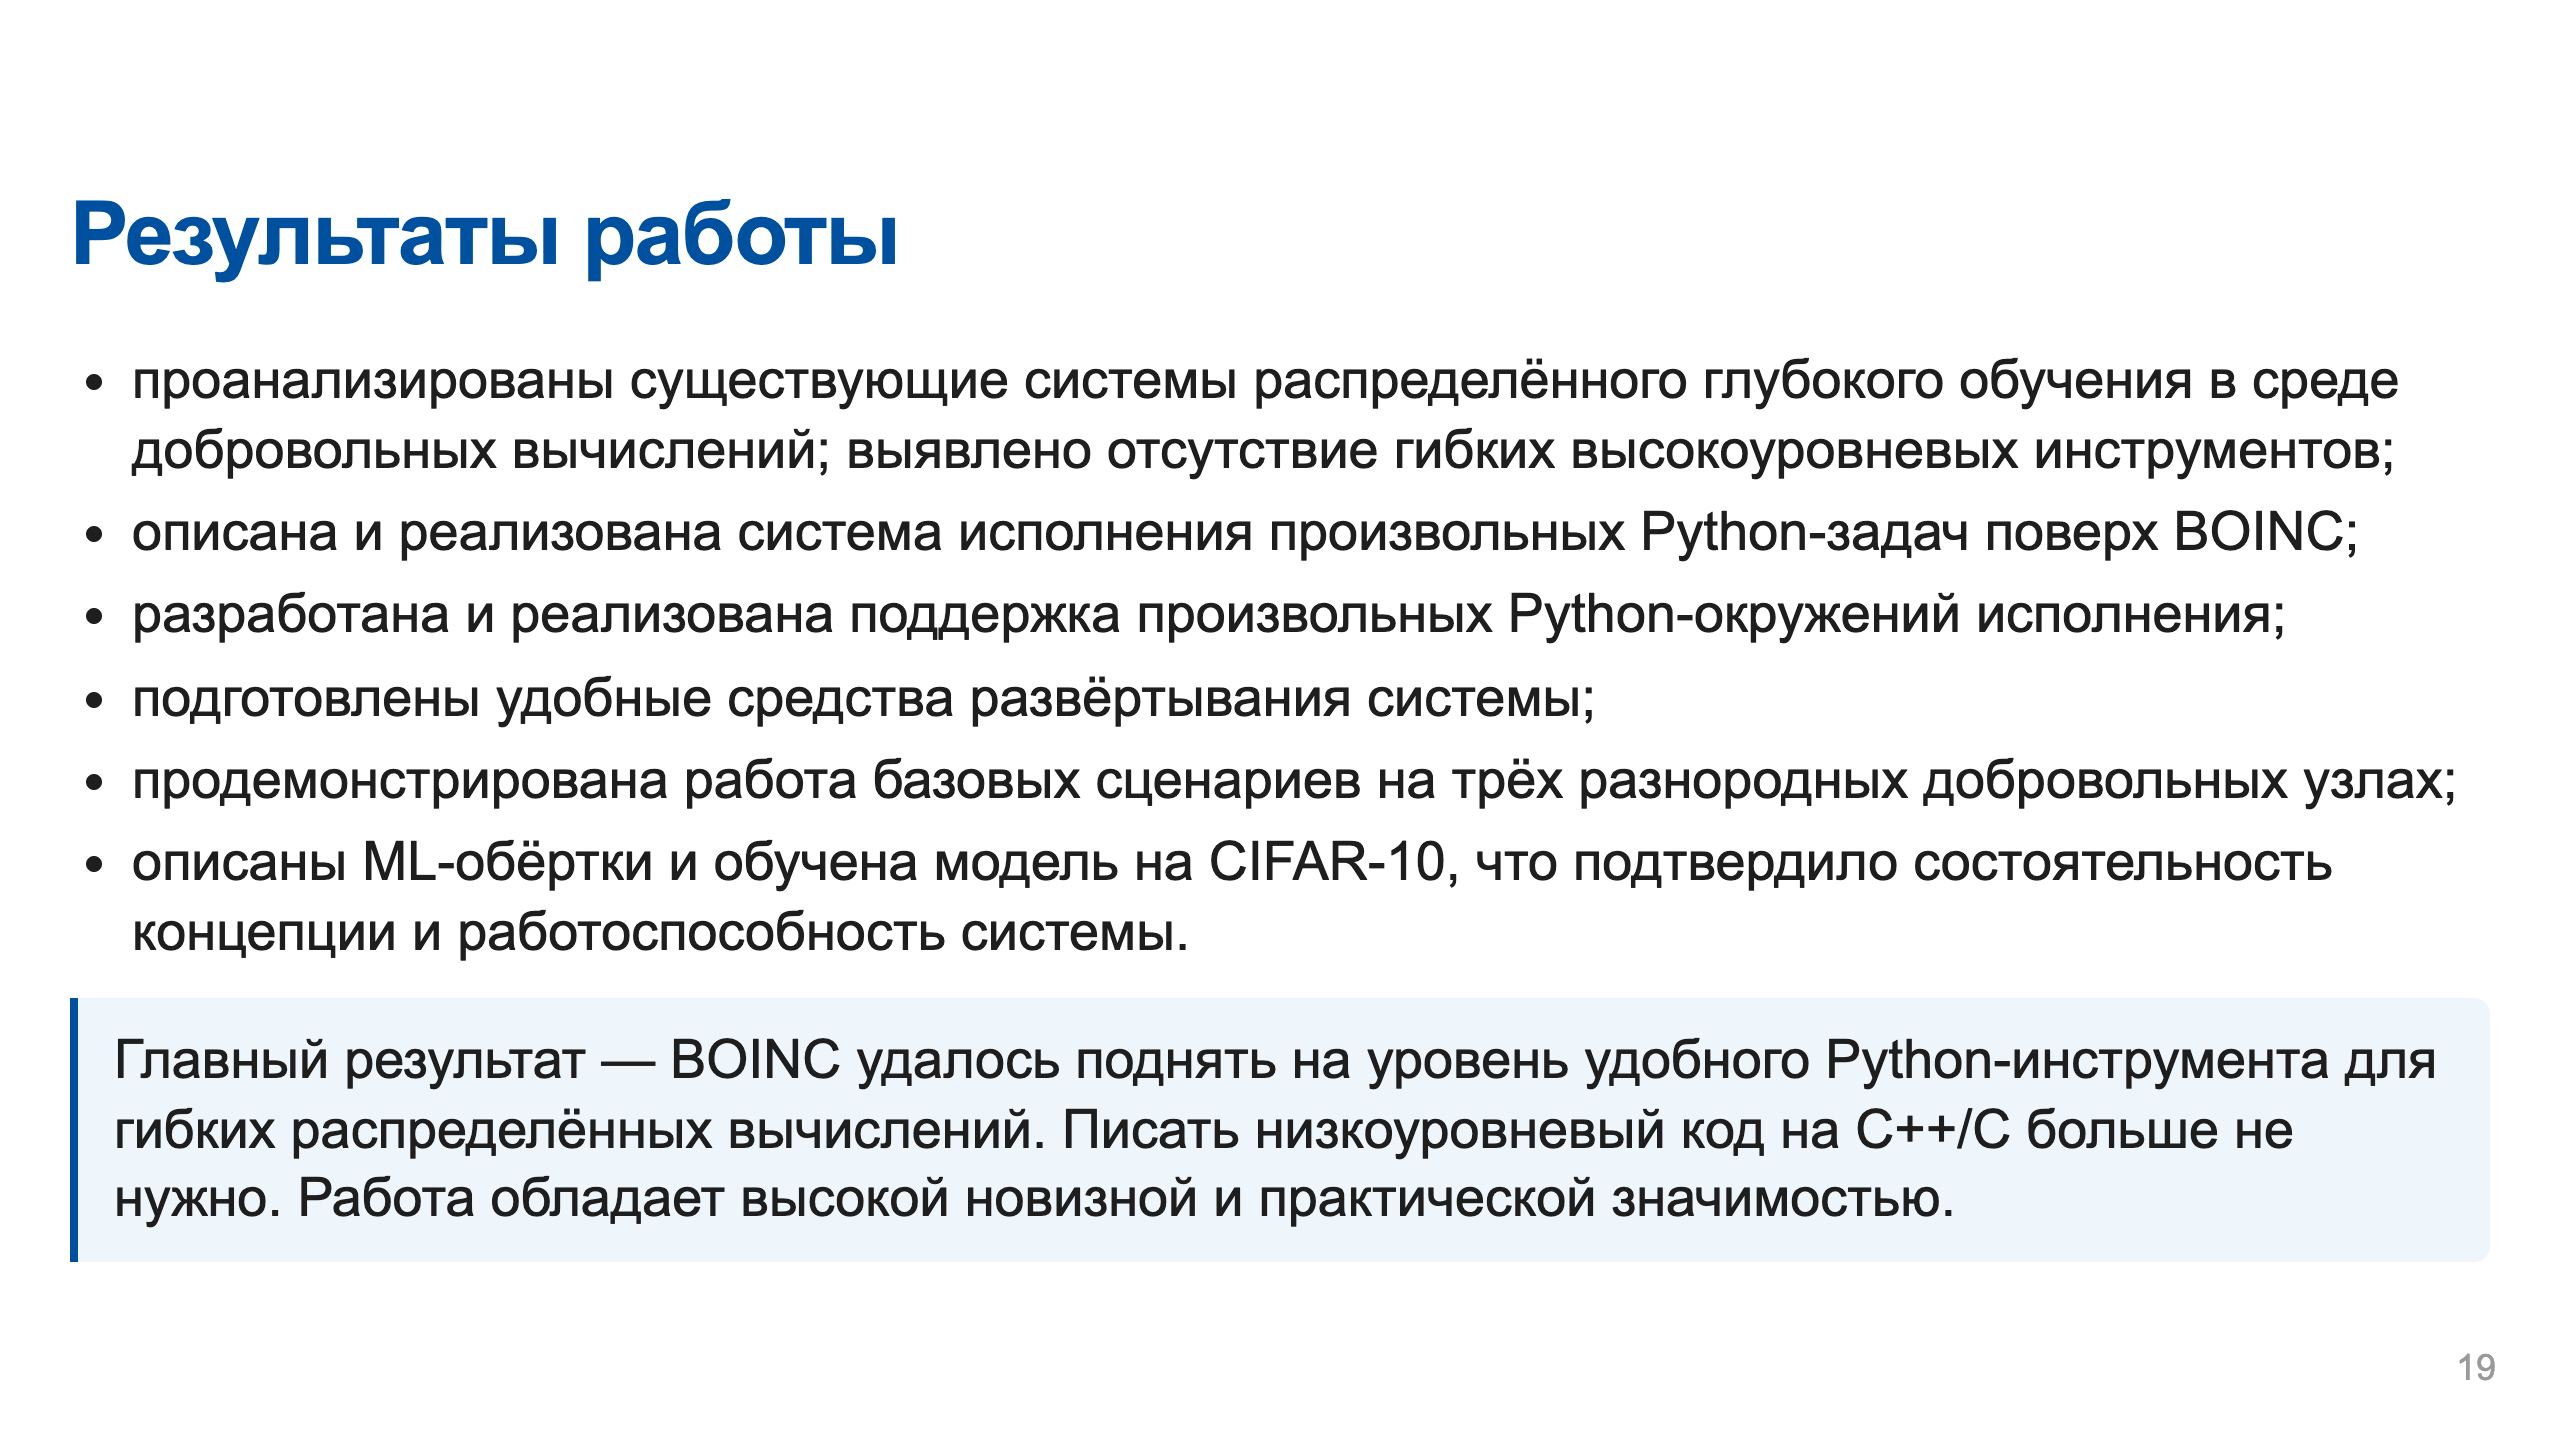 Результаты работы
• проанализированы существующие системы распределённого глубокого обучения в среде
добровольных вычислений; выявлено отсутствие гибких высокоуровневых инструментов;
• описана и реализована система исполнения произвольных Python-задач поверх BOINC;
• разработана и реализована поддержка произвольных Python-окружений исполнения;
• подготовлены удобные средства развёртывания системы;
• продемонстрирована работа базовых сценариев на трёх разнородных добровольных узлах;
• описаны ML-обёртки и обучена модель на CIFAR-10, что подтвердило состоятельность
концепции и работоспособность системы.
Главный результат — BOINC удалось поднять на уровень удобного Python-инструмента для
гибких распределённых вычислений. Писать низкоуровневый код на C++/C больше не
нужно. Работа обладает высокой новизной и практической значимостью.
19